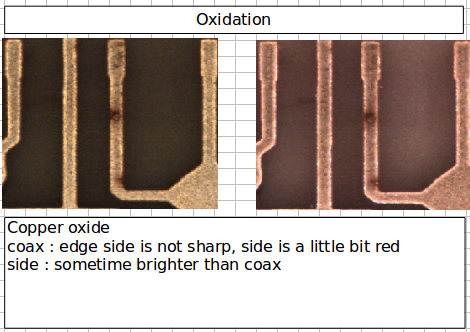 Oxidation
Copper oxide
coax : edge side is not sharp, side is a little bit red
side : sometime brighter than coax